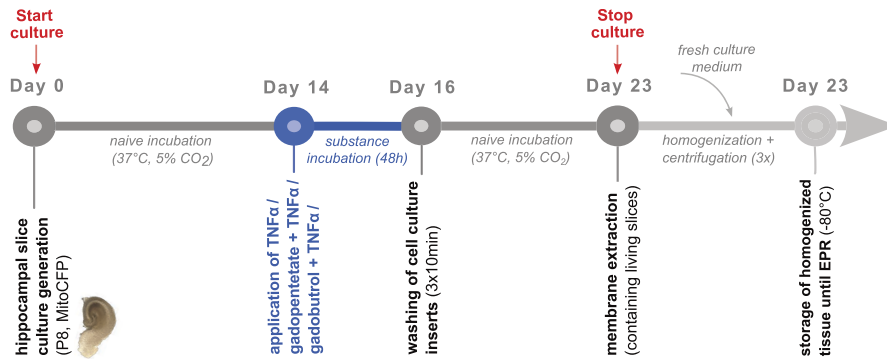 Start
culture
Stop
culture
fresh culture
medium
Day 0
Day 14
Day 16
Day 23
Day 23
naive incubation
(37°C, 5% CO₂)
substance
incubation (48h)
naive incubation
(37°C, 5% CO₂)
homogenization +
centrifugation (3x)
hippocampal slice
culture generation
(P8, MitoCFP)
application of TNFα /
gadopentetate + TNFα /
gadobutrol + TNFα /
washing of cell culture
inserts (3x10min)
membrane extraction
(containing living slices)
storage of homogenized
tissue until EPR (-80°C)